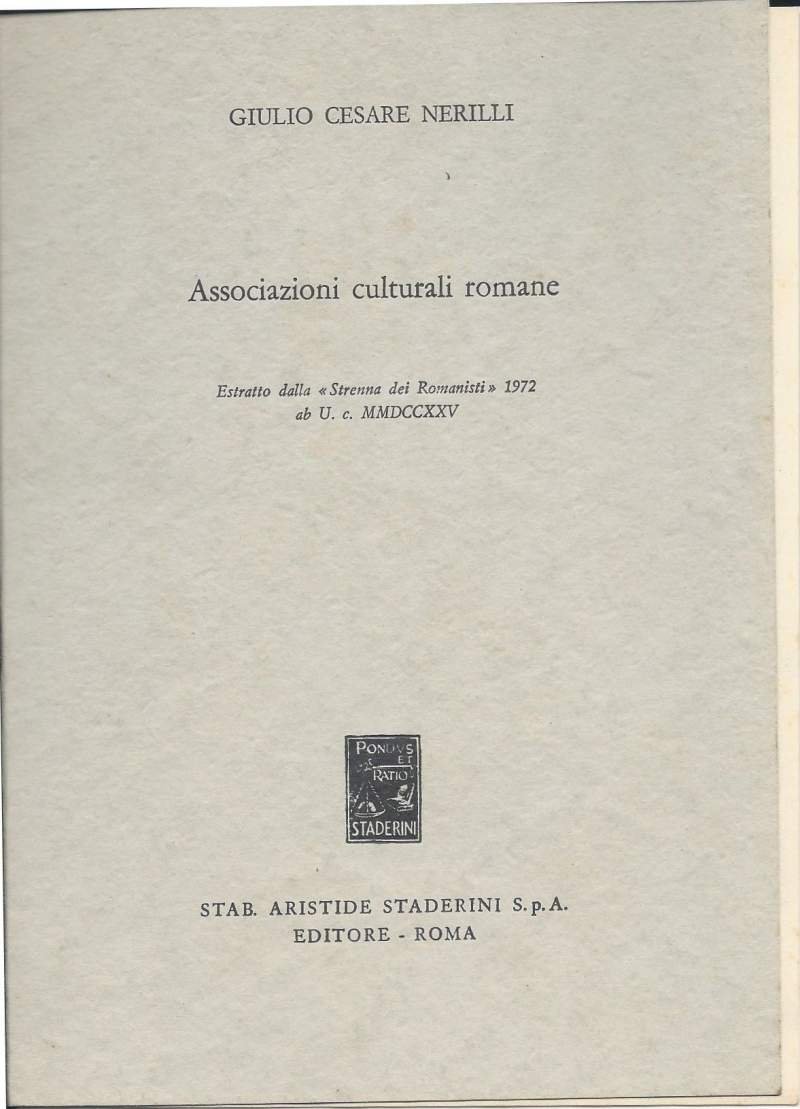 GIULIO CESARE NERILLI
Associazioni culturali romane
Estratto dalla «Strenna dei Romanisti» 1972
ab U. c. MMDCCXXV
PONDVS
ET
RATIO
STADERINI
STAB. ARISTIDE STADERINI S.p.A.
EDITORE - ROMA